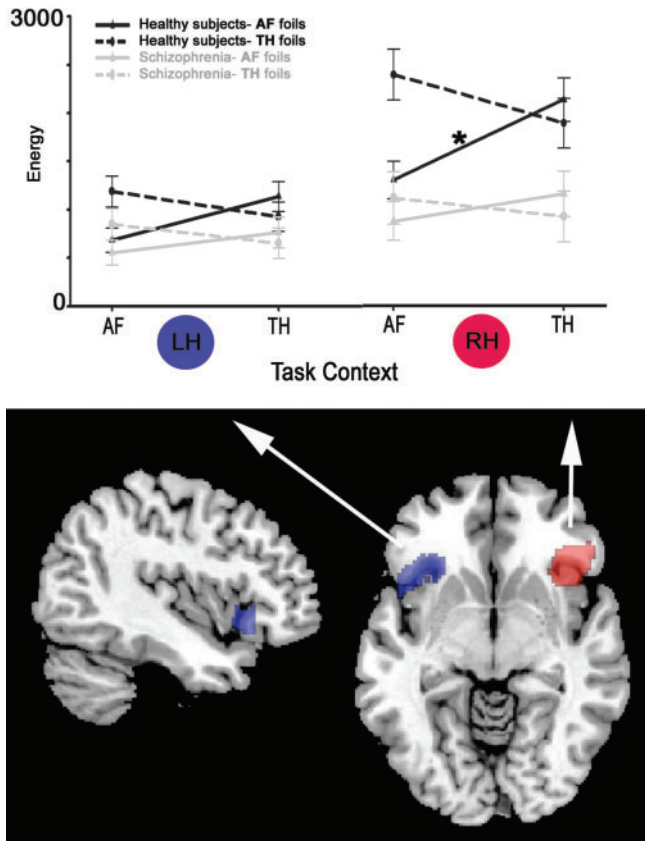 3000
Healthy subjects- AF foils
Healthy subjects- TH foils
Schizophrenia- AF foils
Schizophrenia- TH foils
Energy
*
0
AF TH AF TH
LH RH
Task Context